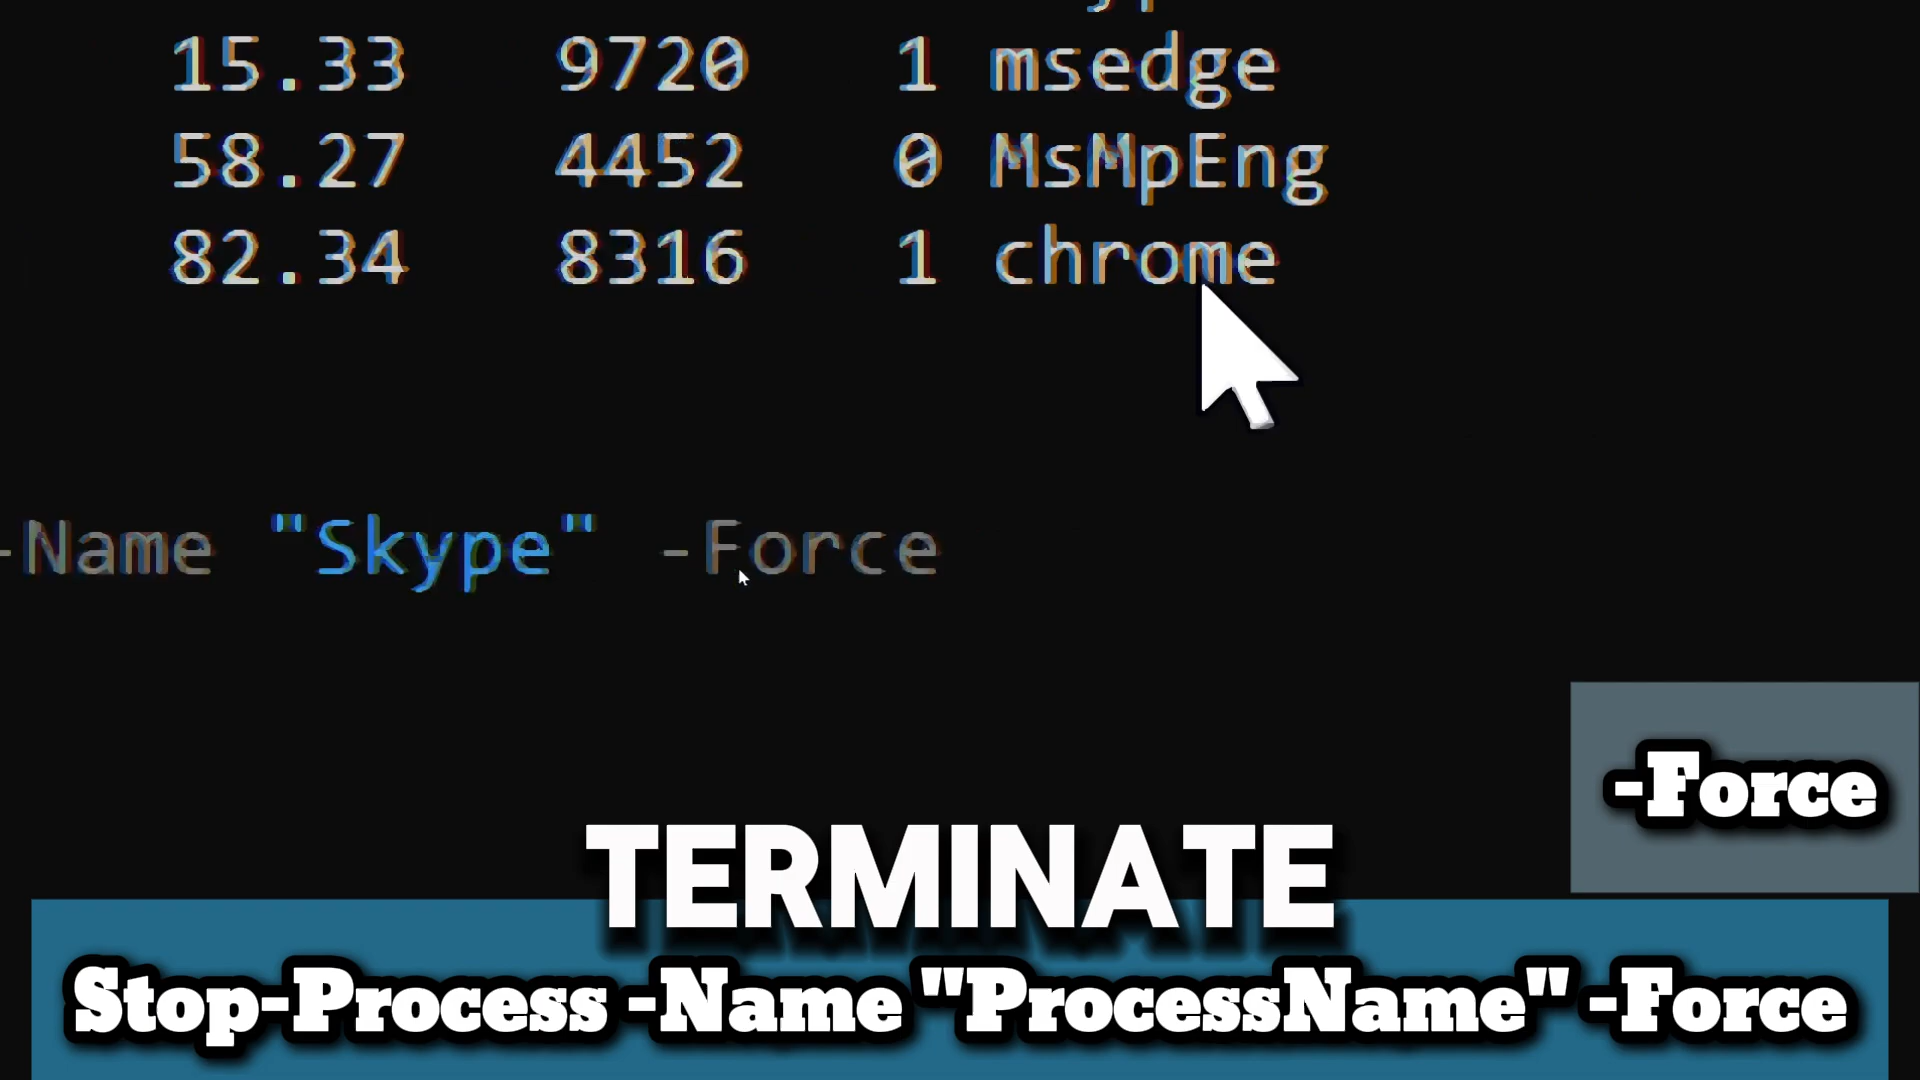 15.33 9720 1 msedge
58.27 4452 0 MsMpEng
82.34 8316 1 chrome
-Name "Skype" -Force
-Force
TERMINATE
Stop-Process -Name "ProcessName" -Force